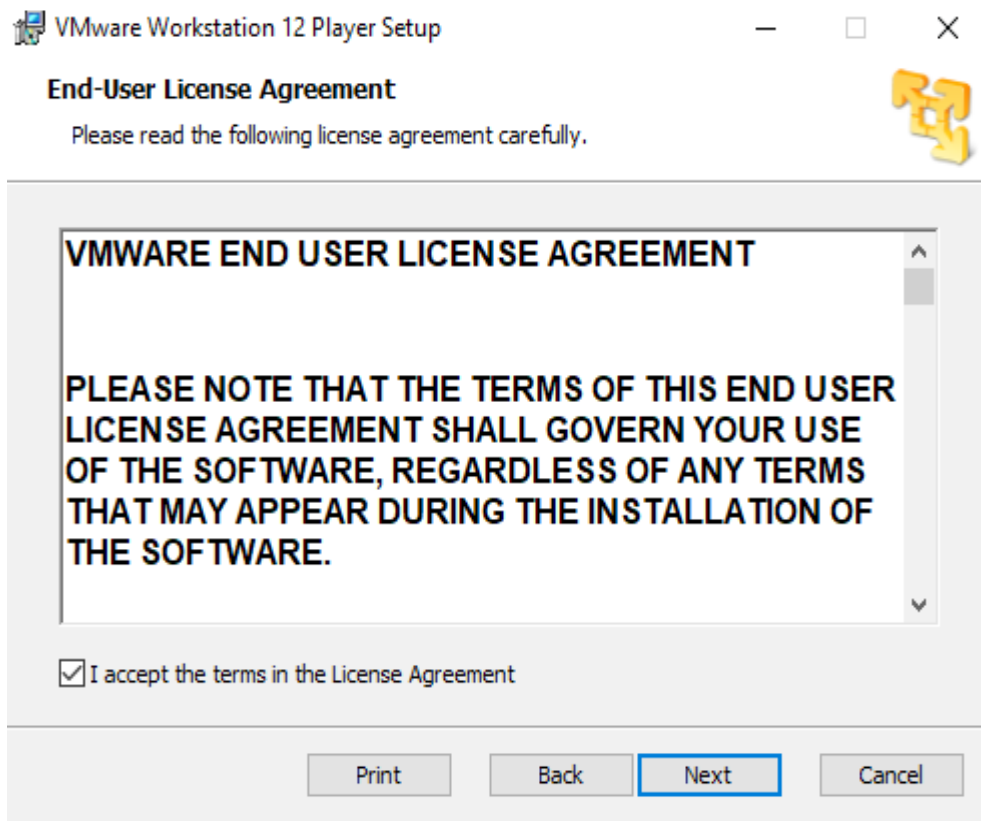 VMware Workstation 12 Player Setup
End-User License Agreement
Please read the following license agreement carefully.
VMWARE END USER LICENSE AGREEMENT
PLEASE NOTE THAT THE TERMS OF THIS END USER
LICENSE AGREEMENT SHALL GOVERN YOUR USE
OF THE SOFTWARE, REGARDLESS OF ANY TERMS
THAT MAY APPEAR DURING THE INSTALLATION OF
THE SOFTWARE.
I accept the terms in the License Agreement
Print Back Next Cancel